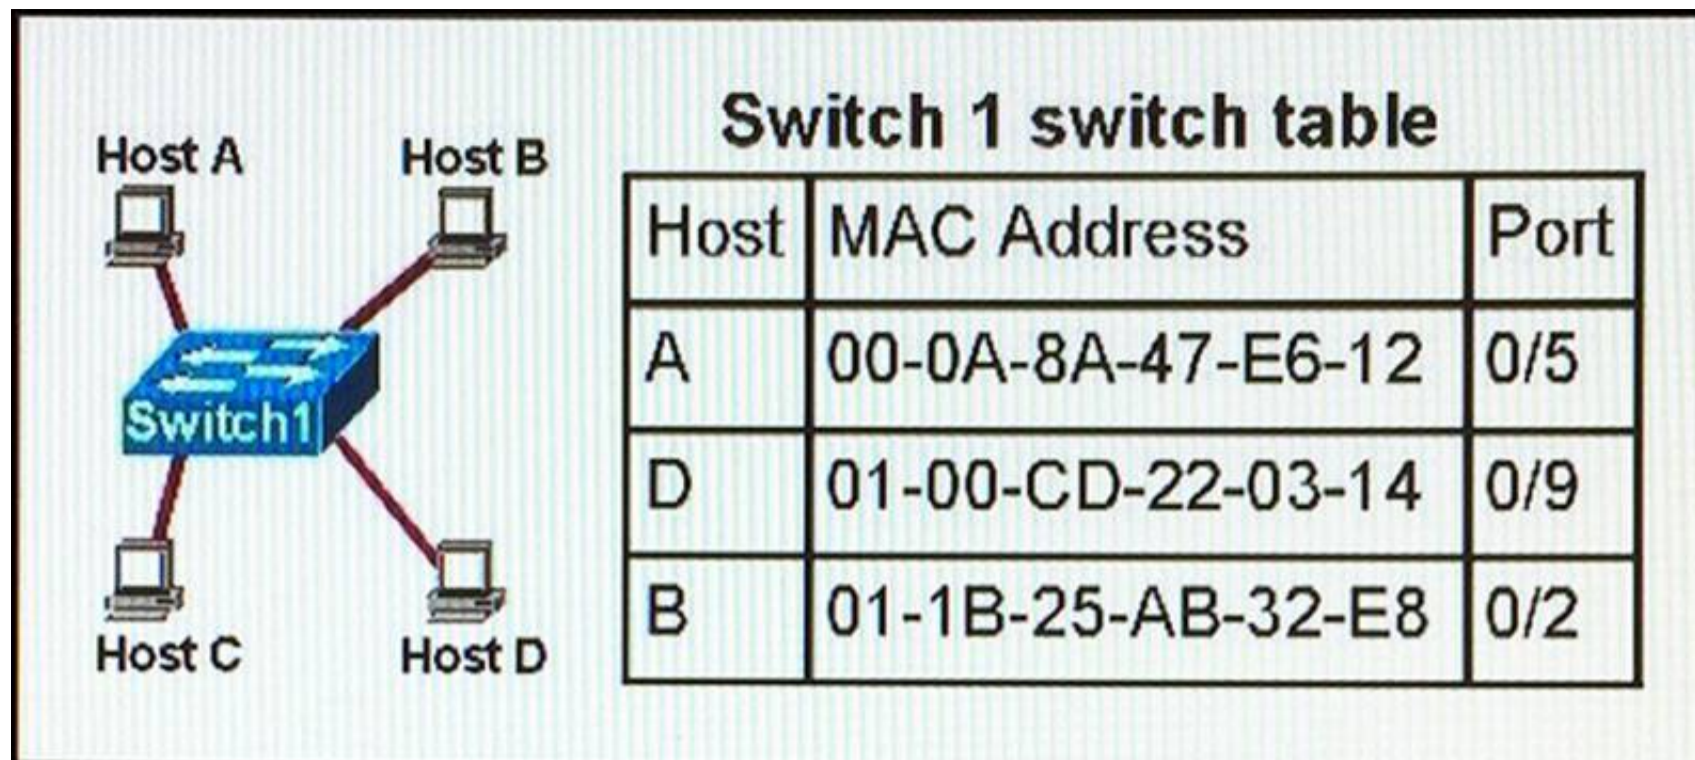 Host A Host B
Switch1
Host C Host D
Switch 1 switch table
Host MAC Address Port
A 00-0A-8A-47-E6-12 0/5
D 01-00-CD-22-03-14 0/9
B 01-1B-25-AB-32-E8 0/2